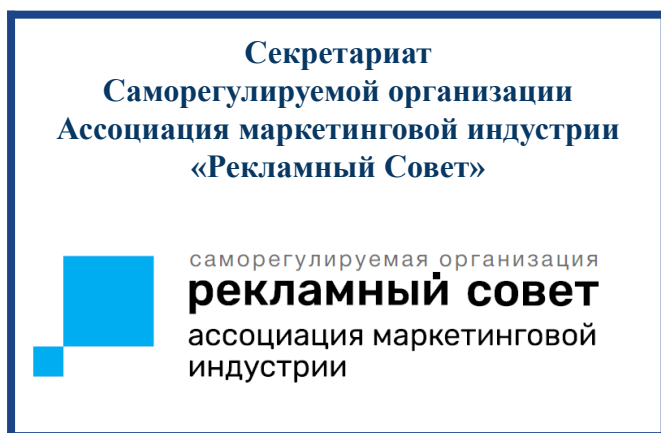 Секретариат
Саморегулируемой организации
Ассоциация маркетинговой индустрии
«Рекламный Совет»
саморегулируемая организация
рекламный совет
ассоциация маркетинговой
индустрии